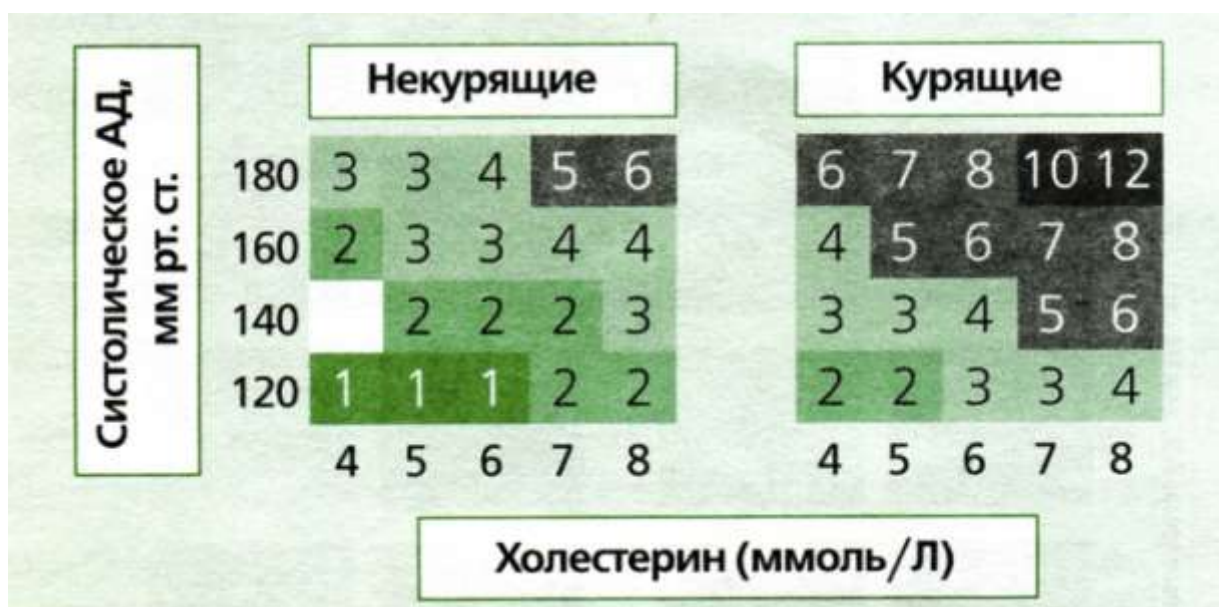 Систолическое АД,
мм рт. ст.
Некурящие
Курящие
180 3 3 4 5 6 6 7 8 10 12
160 2 3 3 4 4 4 5 6 7 8
140 2 2 2 3 3 3 4 5 6
120 1 1 1 2 2 2 2 3 3 4
4 5 6 7 8 4 5 6 7 8
Холестерин (ммоль/Л)